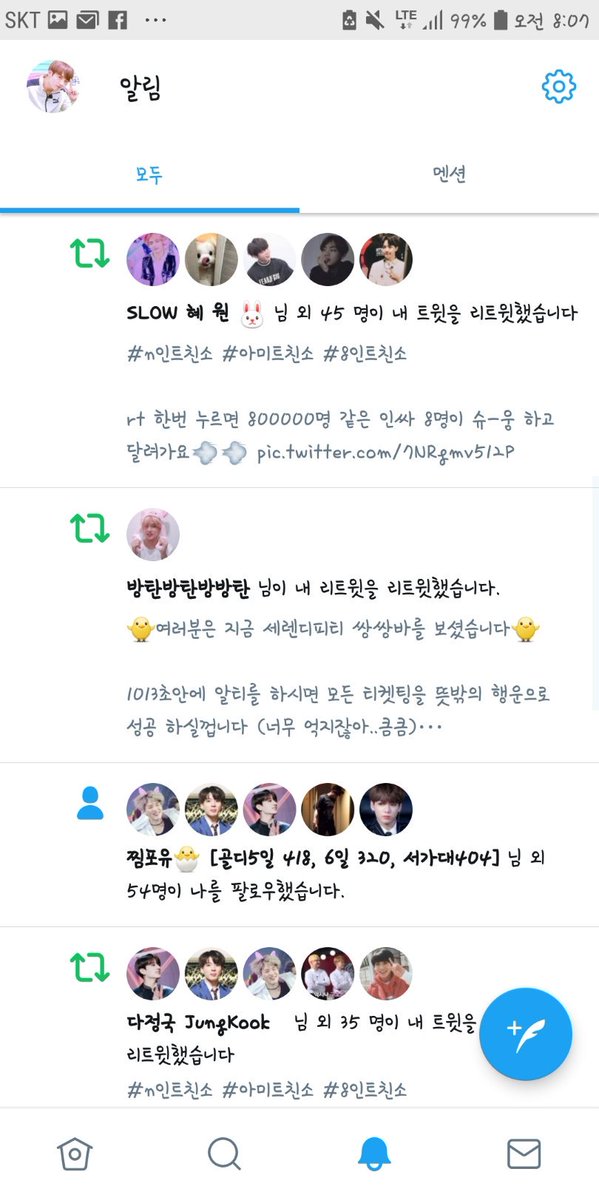 SKT LTE 99% 오전 8:07
알림
모두 멘션
SLOW 혜 원 🐰 님 외 45 명이 내 트윗을 리트윗했습니다
#n인트친소 #아미트친소 #8인트친소
rt 한번 누르면 800000명 같은 인싸 8명이 슈-웅 하고
달려가요💨💨 pic.twitter.com/7NRgmv5I2P
방탄방탄방방탄 님이 내 리트윗을 리트윗했습니다.
🐥여러분은 지금 세렌디피티 쌍쌍바를 보셨습니다🐥
1013초안에 알티를 하시면 모든 티켓팅을 뜻밖의 행운으로
성공 하실껍니다 (너무 억지잖아..큼큼)···
찜포유🐣 [골디5일 418, 6일 320, 서가대404] 님 외
54명이 나를 팔로우했습니다.
다정국 JungKook 님 외 35 명이 내 트윗을
리트윗했습니다
#n인트친소 #아미트친소 #8인트친소